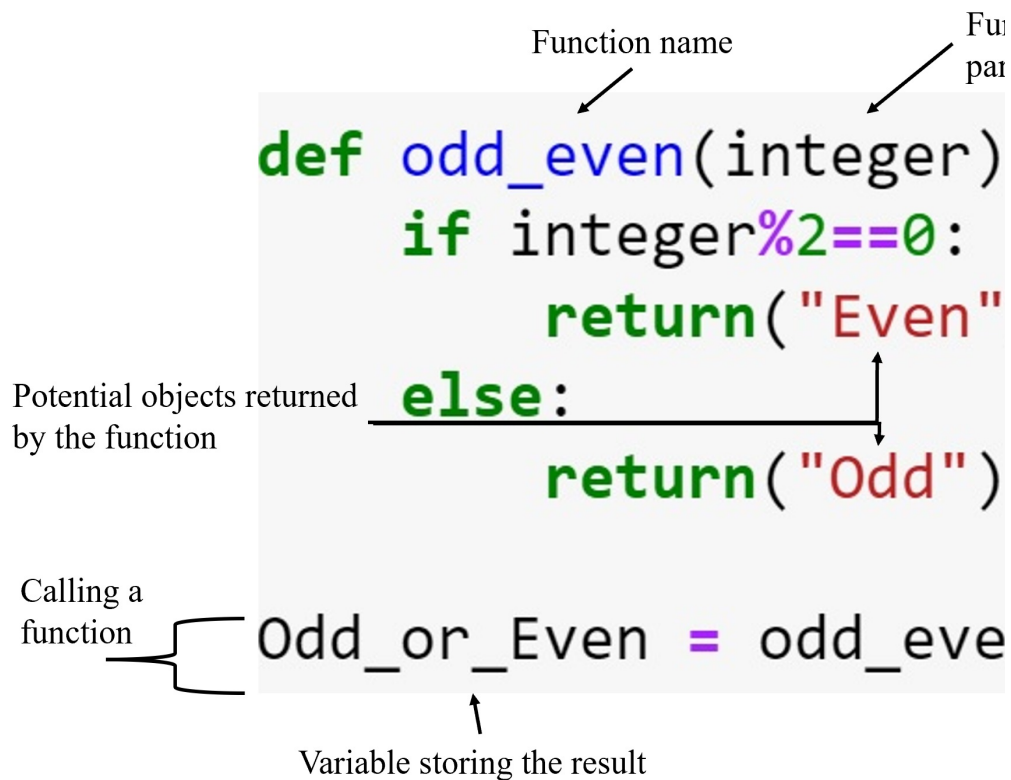 Function name
def odd_even(integer)
if integer%2==0:
return("Even"
Potential objects returned
by the function
else:
return("Odd")
Calling a
function
Odd_or_Even = odd_eve
Variable storing the result